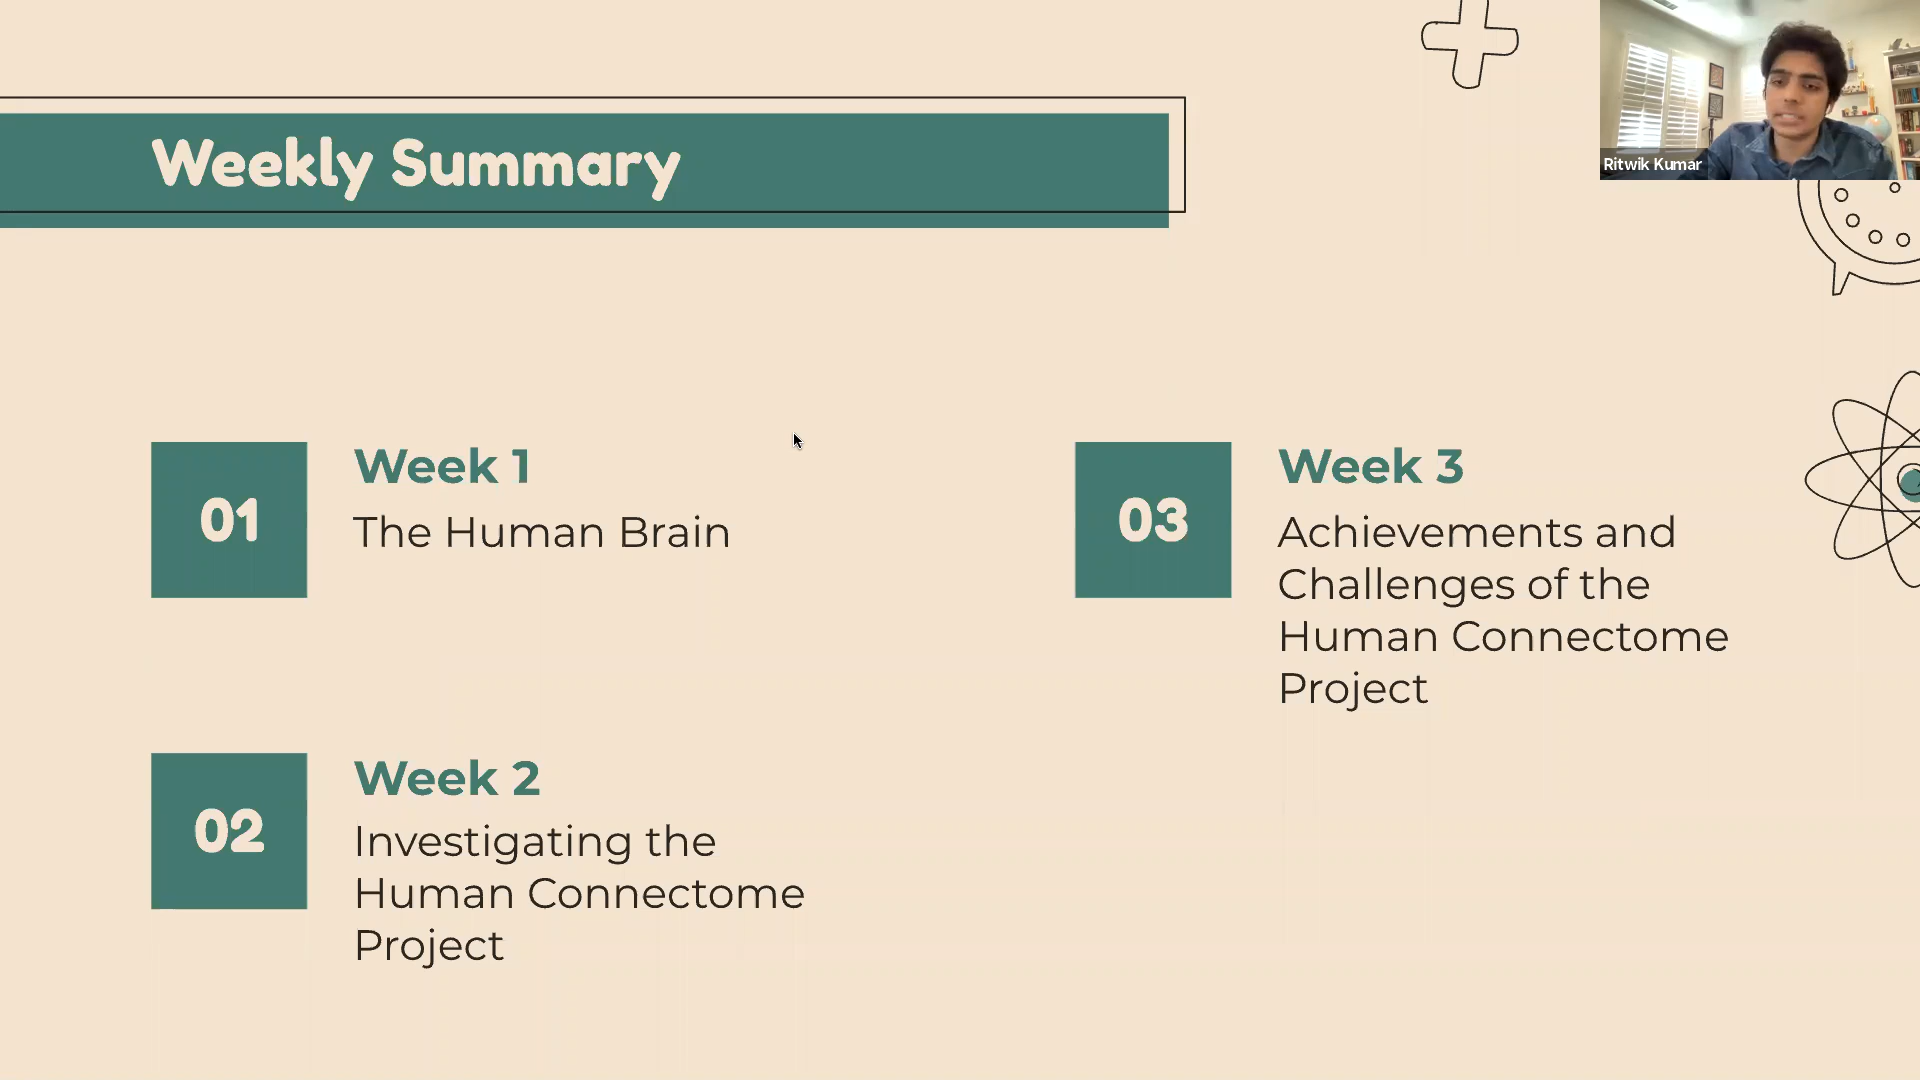 Weekly Summary
Ritwik Kumar
01
Week 1
The Human Brain
02
Week 2
Investigating the
Human Connectome
Project
03
Week 3
Achievements and
Challenges of the
Human Connectome
Project